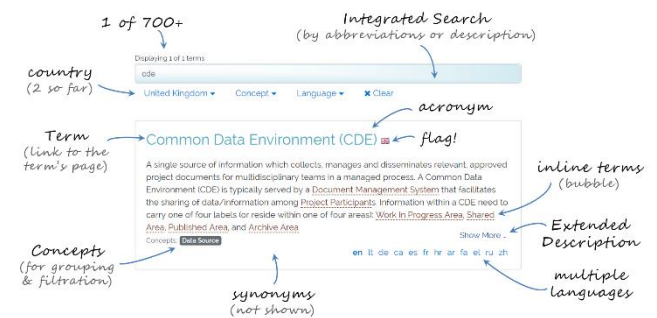 1 of 700+
Integrated Search
(by abbreviations or description)
Displaying 1 of 1 terms
cde
country
(2 so far)
United Kingdom Concept Language × Clear
acronym
Term
(link to the
term's page)
Common Data Environment (CDE)
flag!
A single source of information which collects, manages and disseminates relevant, approved
project documents for multidisciplinary teams in a managed process. A Common Data
Environment (CDE) is typically served by a Document Management System that facilitates
the sharing of data/information among Project Participants. Information within a CDE need to
carry one of four labels (or reside within one of four areas): Work In Progress Area, Shared
Area, Published Area, and Archive Area
inline terms
(bubble)
Show More ..
Extended
Description
Concepts: Data Source
Concepts
(for grouping
& filtration)
en lt de ca es fr hr ar fa el ru zh
synonyms
(not shown)
multiple
languages